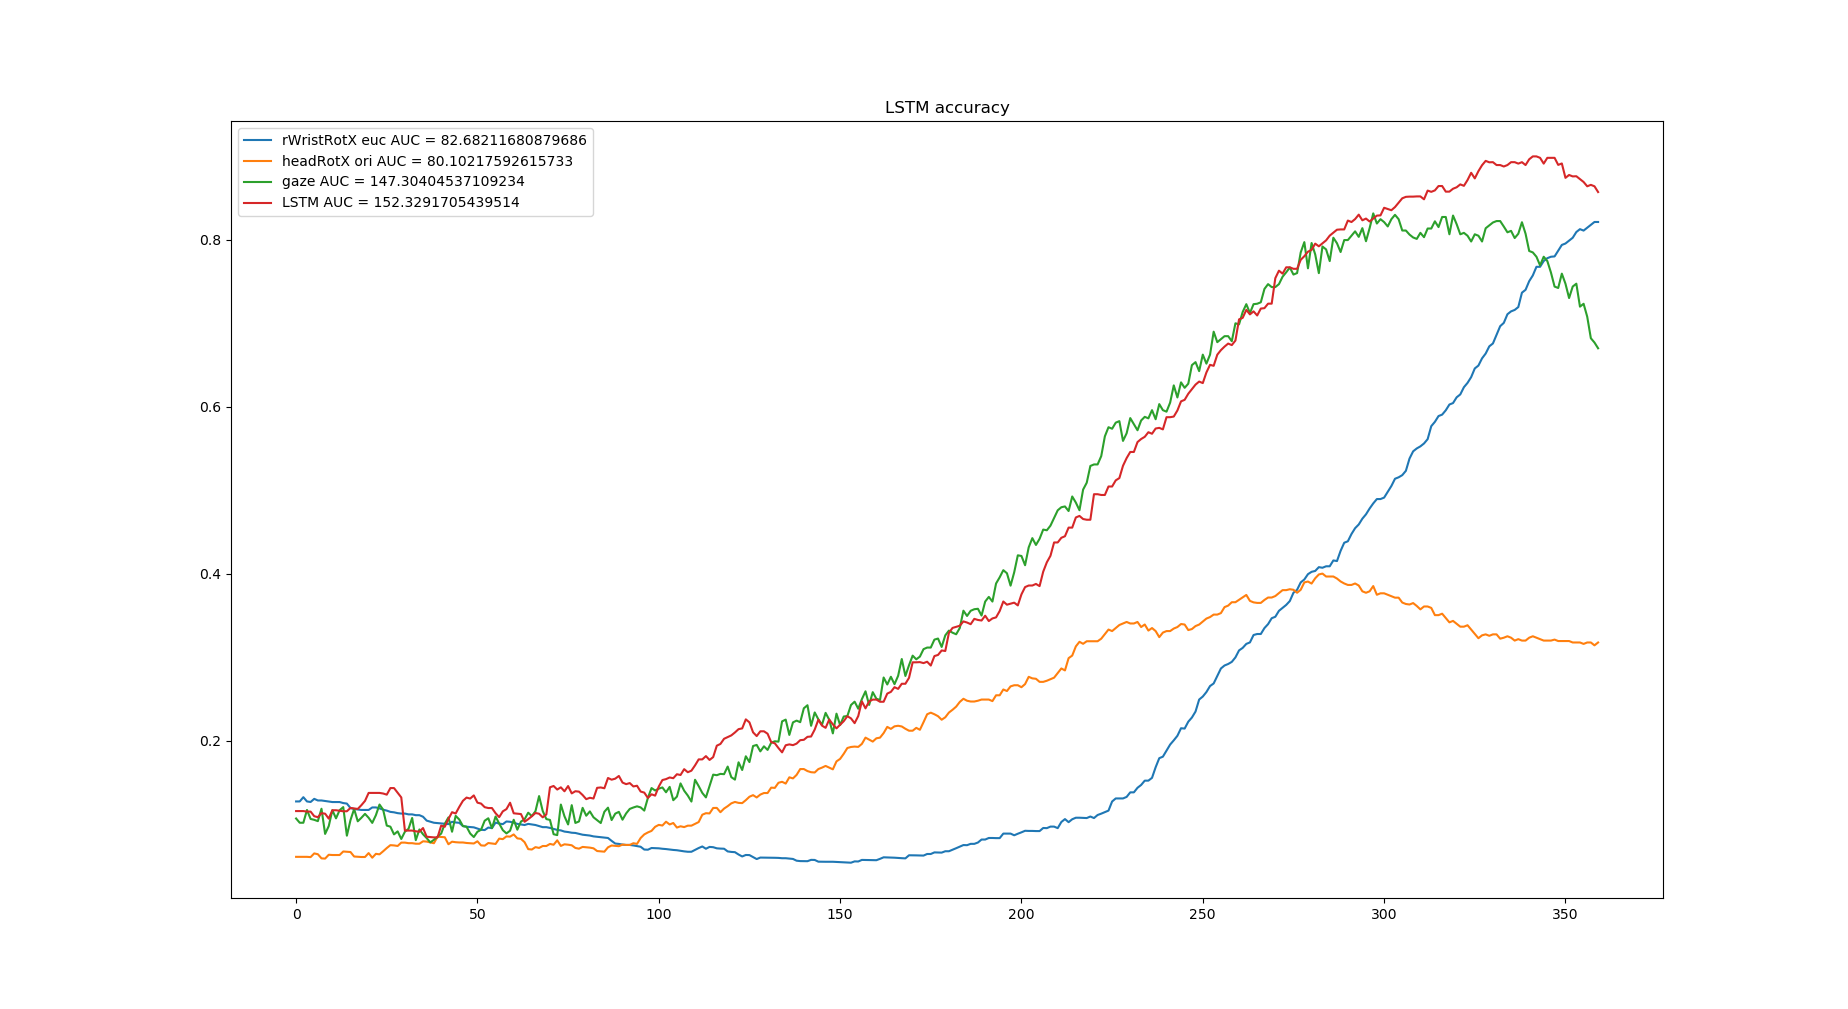 LSTM accuracy
rWristRotX euc AUC = 82.68211680879686
headRotX ori AUC = 80.10217592615733
gaze AUC = 147.30404537109234
LSTM AUC = 152.3291705439514
0.8
0.6
0.4
0.2
0 50 100 150 200 250 300 350